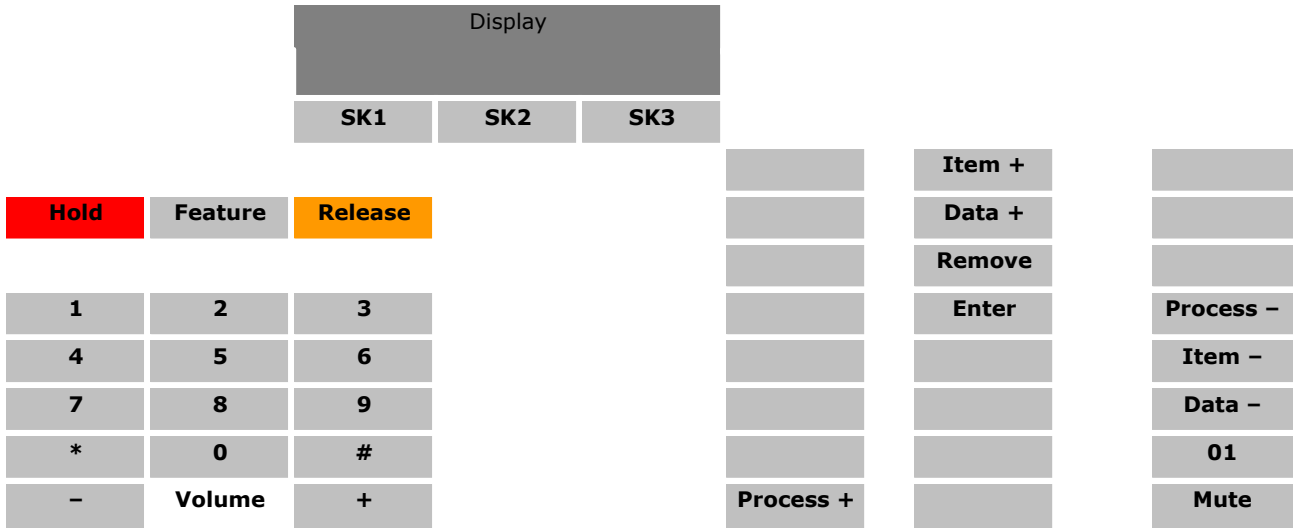 Display
SK1 SK2 SK3
Item +
Hold Feature Release Data +
Remove
1 2 3 Enter Process –
4 5 6 Item –
7 8 9 Data –
* 0 # 01
– Volume + Process + Mute